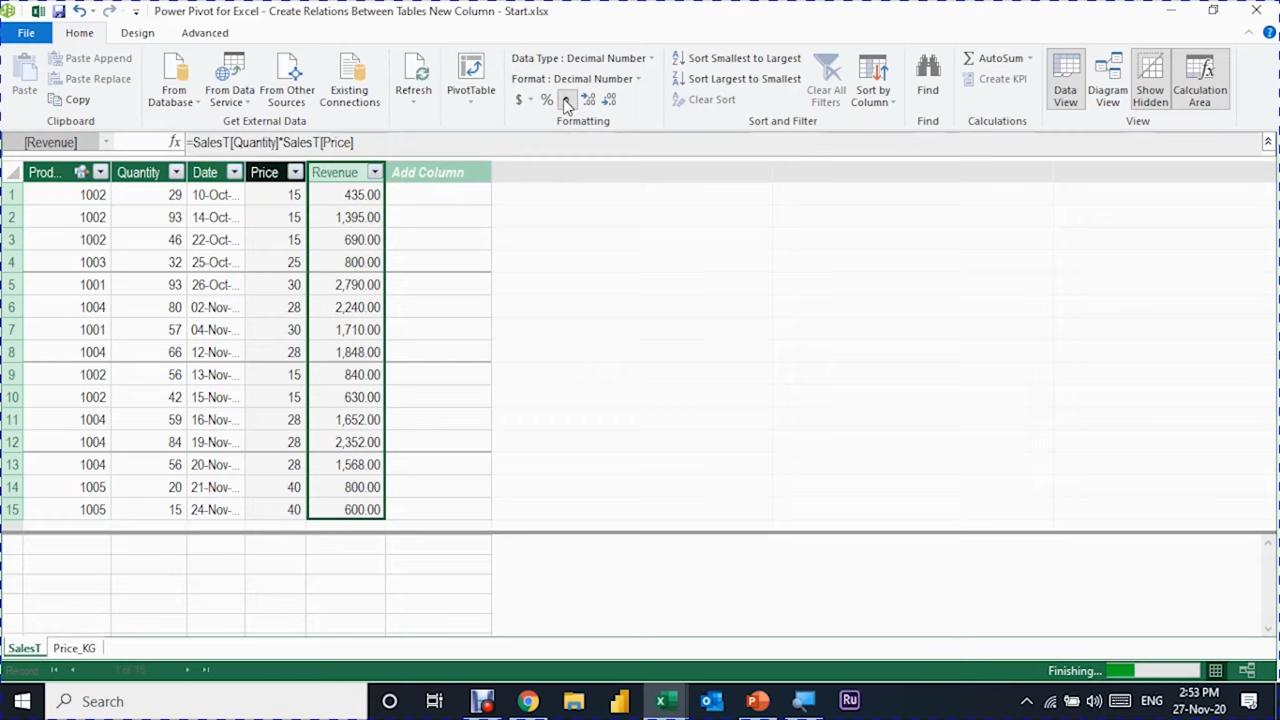 Power Pivot for Excel - Create Relations Between Tables New Column - Start.xlsx
File Home Design Advanced
Paste
Paste Append
Paste Replace
Copy
Clipboard
From Database
From Data Service
From Other Sources
Existing Connections
Get External Data
Refresh
PivotTable
Data Type : Decimal Number
Format : Decimal Number
$ %
Formatting
Sort Smallest to Largest
Sort Largest to Smallest
Clear Sort
Clear All Filters
Sort by Column
Sort and Filter
Find
Find
AutoSum
Create KPI
Calculations
Data View
Diagram View
Show Hidden
Calculation Area
View
[Revenue] fx =SalesT[Quantity]*SalesT[Price]
Prod... Quantity Date Price Revenue Add Column
1 1002 29 10-Oct-... 15 435.00
2 1002 93 14-Oct-... 15 1,395.00
3 1002 46 22-Oct-... 15 690.00
4 1003 32 25-Oct-... 25 800.00
5 1001 93 26-Oct-... 30 2,790.00
6 1004 80 02-Nov-... 28 2,240.00
7 1001 57 04-Nov-... 30 1,710.00
8 1004 66 12-Nov-... 28 1,848.00
9 1002 56 13-Nov-... 15 840.00
10 1002 42 15-Nov-... 15 630.00
11 1004 59 16-Nov-... 28 1,652.00
12 1004 84 19-Nov-... 28 2,352.00
13 1004 56 20-Nov-... 28 1,568.00
14 1005 20 21-Nov-... 40 800.00
15 1005 15 24-Nov-... 40 600.00
SalesT Price_KG
Record: 1 of 15 Finishing...
Search Ru ENG 2:53 PM
27-Nov-20